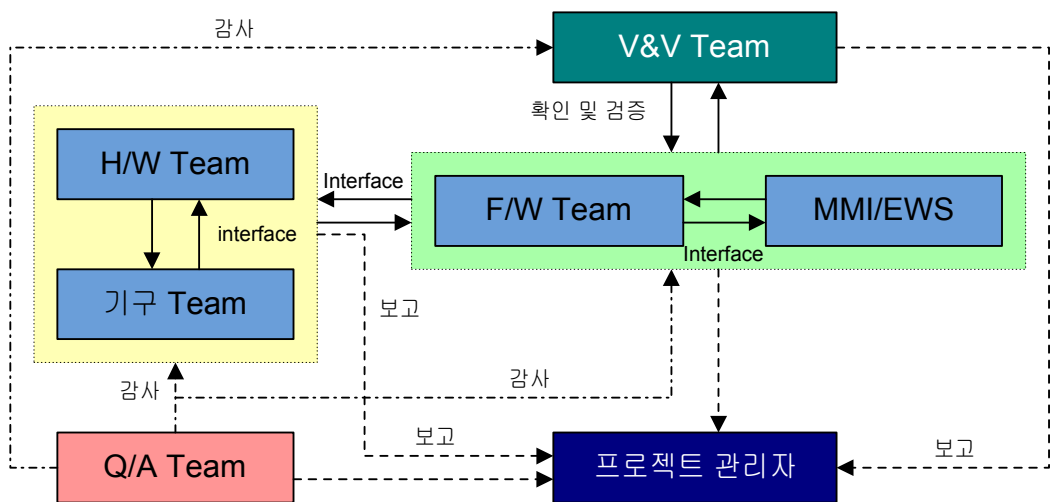 감사
V&V Team
확인 및 검증
H/W Team
Interface
F/W Team
MMI/EWS
interface
Interface
기구 Team
보고
감사
감사
보고
보고
Q/A Team
프로젝트 관리자